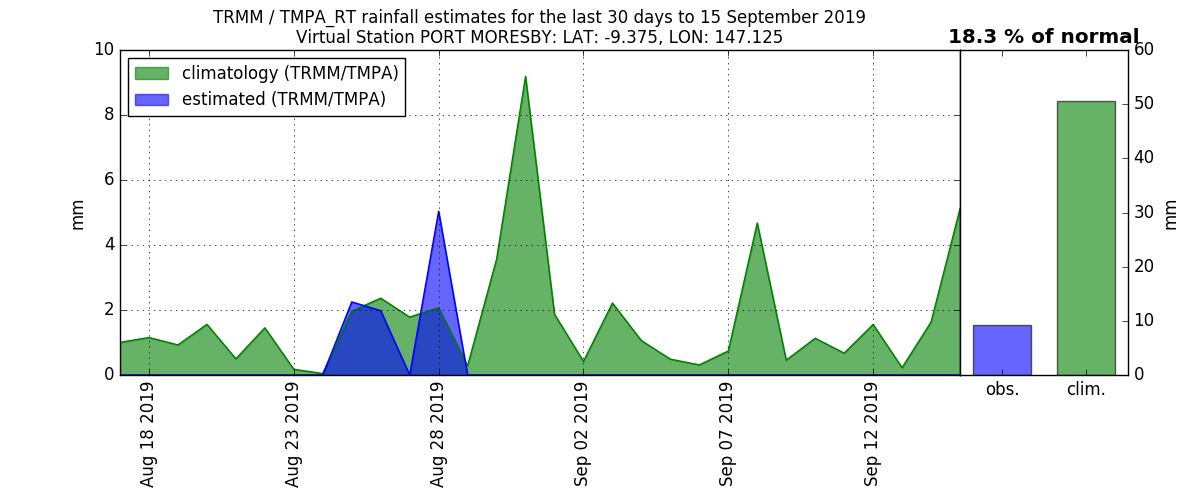 TRMM / TMPA_RT rainfall estimates for the last 30 days to 15 September 2019
Virtual Station PORT MORESBY: LAT: -9.375, LON: 147.125
18.3 % of normal
climatology (TRMM/TMPA)
estimated (TRMM/TMPA)
10
8
6
4
2
0
mm
Aug 18 2019
Aug 23 2019
Aug 28 2019
Sep 02 2019
Sep 07 2019
Sep 12 2019
60
50
40
30
20
10
0
mm
obs.
clim.